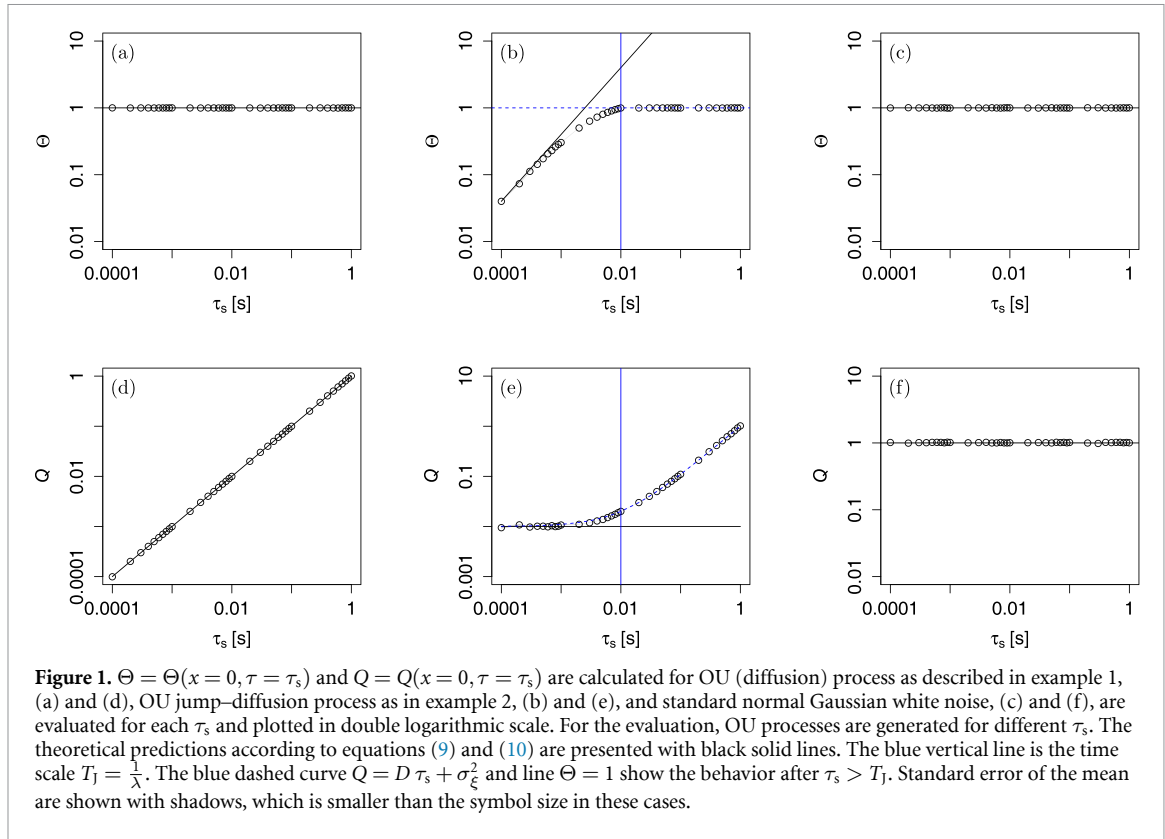 (a)
10
1
0.1
0.01
Θ
0.0001 0.01 1
τs [s]
(b)
10
1
0.1
0.01
Θ
0.0001 0.01 1
τs [s]
(c)
10
1
0.1
0.01
Θ
0.0001 0.01 1
τs [s]
(d)
1
0.01
0.0001
Q
0.0001 0.01 1
τs [s]
(e)
10
0.1
0.001
Q
0.0001 0.01 1
τs [s]
(f)
10
1
0.1
0.01
Q
0.0001 0.01 1
τs [s]
Figure 1. Θ = Θ(x = 0, τ = τs) and Q = Q(x = 0, τ = τs) are calculated for OU (diffusion) process as described in example 1,
(a) and (d), OU jump–diffusion process as in example 2, (b) and (e), and standard normal Gaussian white noise, (c) and (f), are
evaluated for each τs and plotted in double logarithmic scale. For the evaluation, OU processes are generated for different τs. The
theoretical predictions according to equations (9) and (10) are presented with black solid lines. The blue vertical line is the time
scale TJ = 1/λ. The blue dashed curve Q = D τs + σξ² and line Θ = 1 show the behavior after τs > TJ. Standard error of the mean
are shown with shadows, which is smaller than the symbol size in these cases.